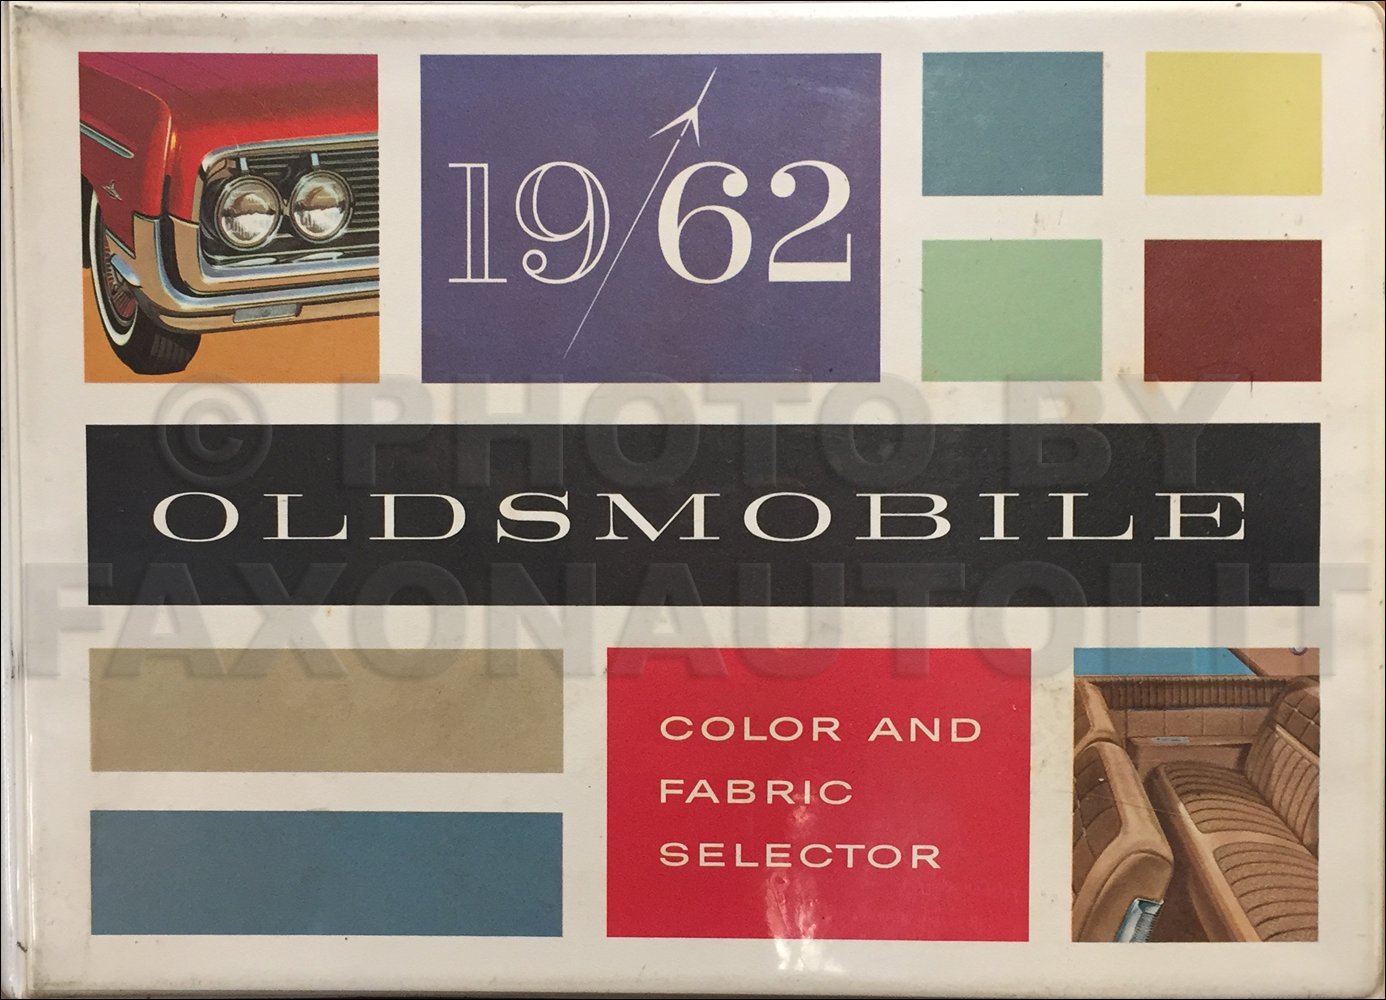 19/62
© PHOTO BY
OLDSMOBILE
FAXONAUTOLIT
COLOR AND
FABRIC
SELECTOR